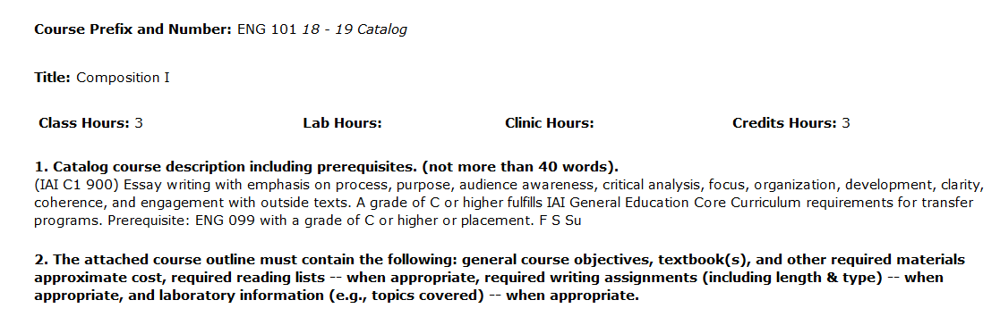 Course Prefix and Number: ENG 101 18 - 19 Catalog
Title: Composition I
Class Hours: 3 Lab Hours: Clinic Hours: Credits Hours: 3
1. Catalog course description including prerequisites. (not more than 40 words).
(IAI C1 900) Essay writing with emphasis on process, purpose, audience awareness, critical analysis, focus, organization, development, clarity,
coherence, and engagement with outside texts. A grade of C or higher fulfills IAI General Education Core Curriculum requirements for transfer
programs. Prerequisite: ENG 099 with a grade of C or higher or placement. F S Su
2. The attached course outline must contain the following: general course objectives, textbook(s), and other required materials
approximate cost, required reading lists -- when appropriate, required writing assignments (including length & type) -- when
appropriate, and laboratory information (e.g., topics covered) -- when appropriate.